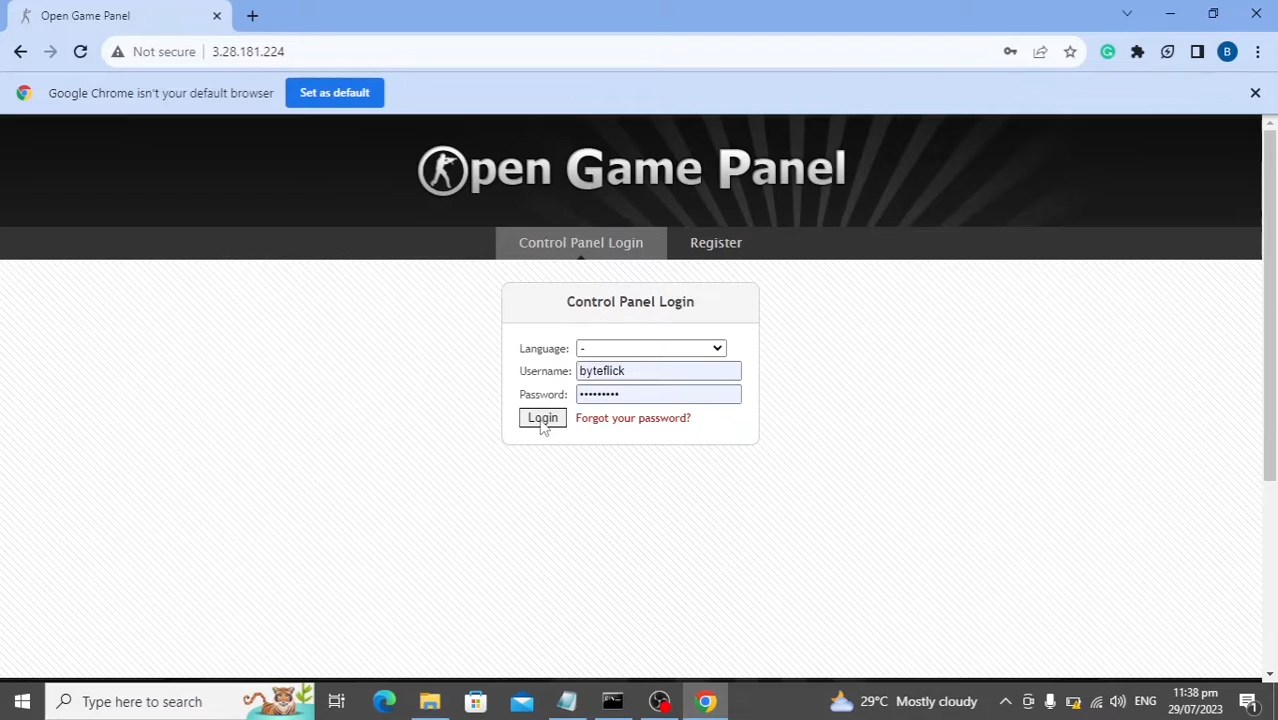 Open Game Panel
Not secure 3.28.181.224
B
Google Chrome isn't your default browser Set as default
Open Game Panel
Control Panel Login Register
Control Panel Login
Language: -
Username: byteflick
Password: •••••••••
Login Forgot your password?
Type here to search
29°C Mostly cloudy
ENG
11:38 pm
29/07/2023
1